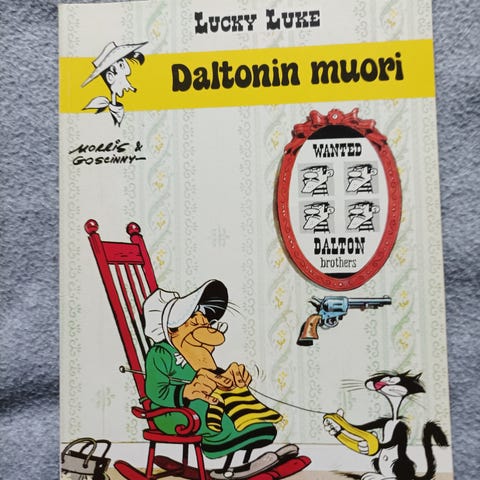 LUCKY LUKE
Daltonin muori
MORRIS &
GOSCINNY
WANTED
DALTON
brothers